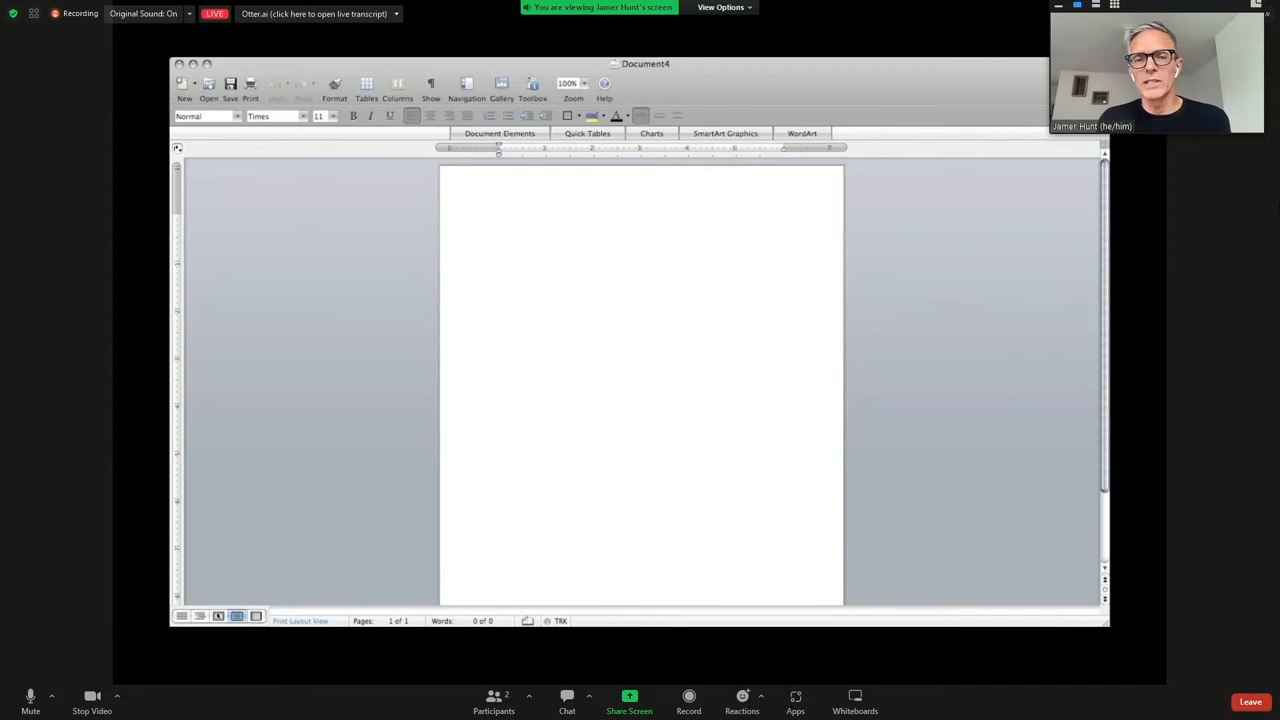 Recording
Original Sound: On
LIVE
Otter.ai (click here to open live transcript)
You are viewing Jamer Hunt's screen
View Options
Jamer Hunt (he/him)
Document4
New Open Save Print Format Tables Columns Show Navigation Gallery Toolbox Zoom Help
100%
Normal Times 11 B I U A
Document Elements Quick Tables Charts SmartArt Graphics WordArt
Print Layout View Pages: 1 of 1 Words: 0 of 0 TRK
2
Mute Stop Video Participants Chat Share Screen Record Reactions Apps Whiteboards Leave